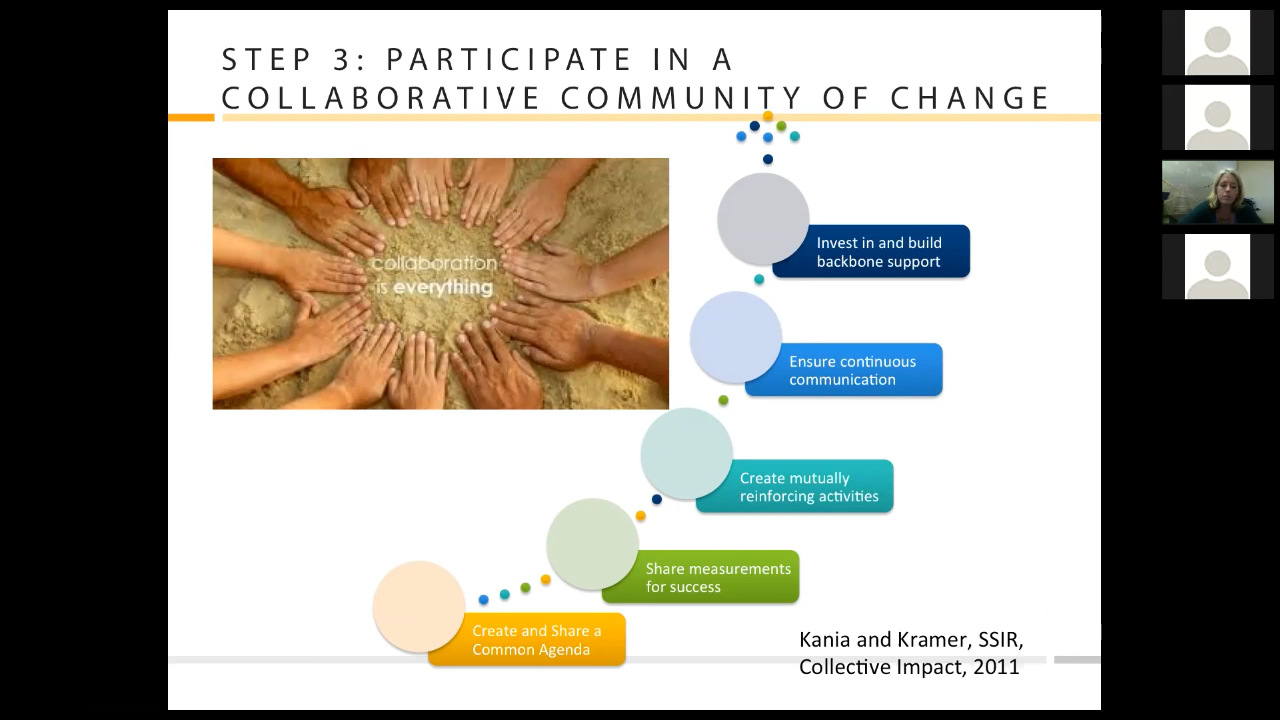 STEP 3: PARTICIPATE IN A
COLLABORATIVE COMMUNITY OF CHANGE
collaboration
is everything
Invest in and build
backbone support
Ensure continuous
communication
Create mutually
reinforcing activities
Share measurements
for success
Create and Share a
Common Agenda
Kania and Kramer, SSIR,
Collective Impact, 2011